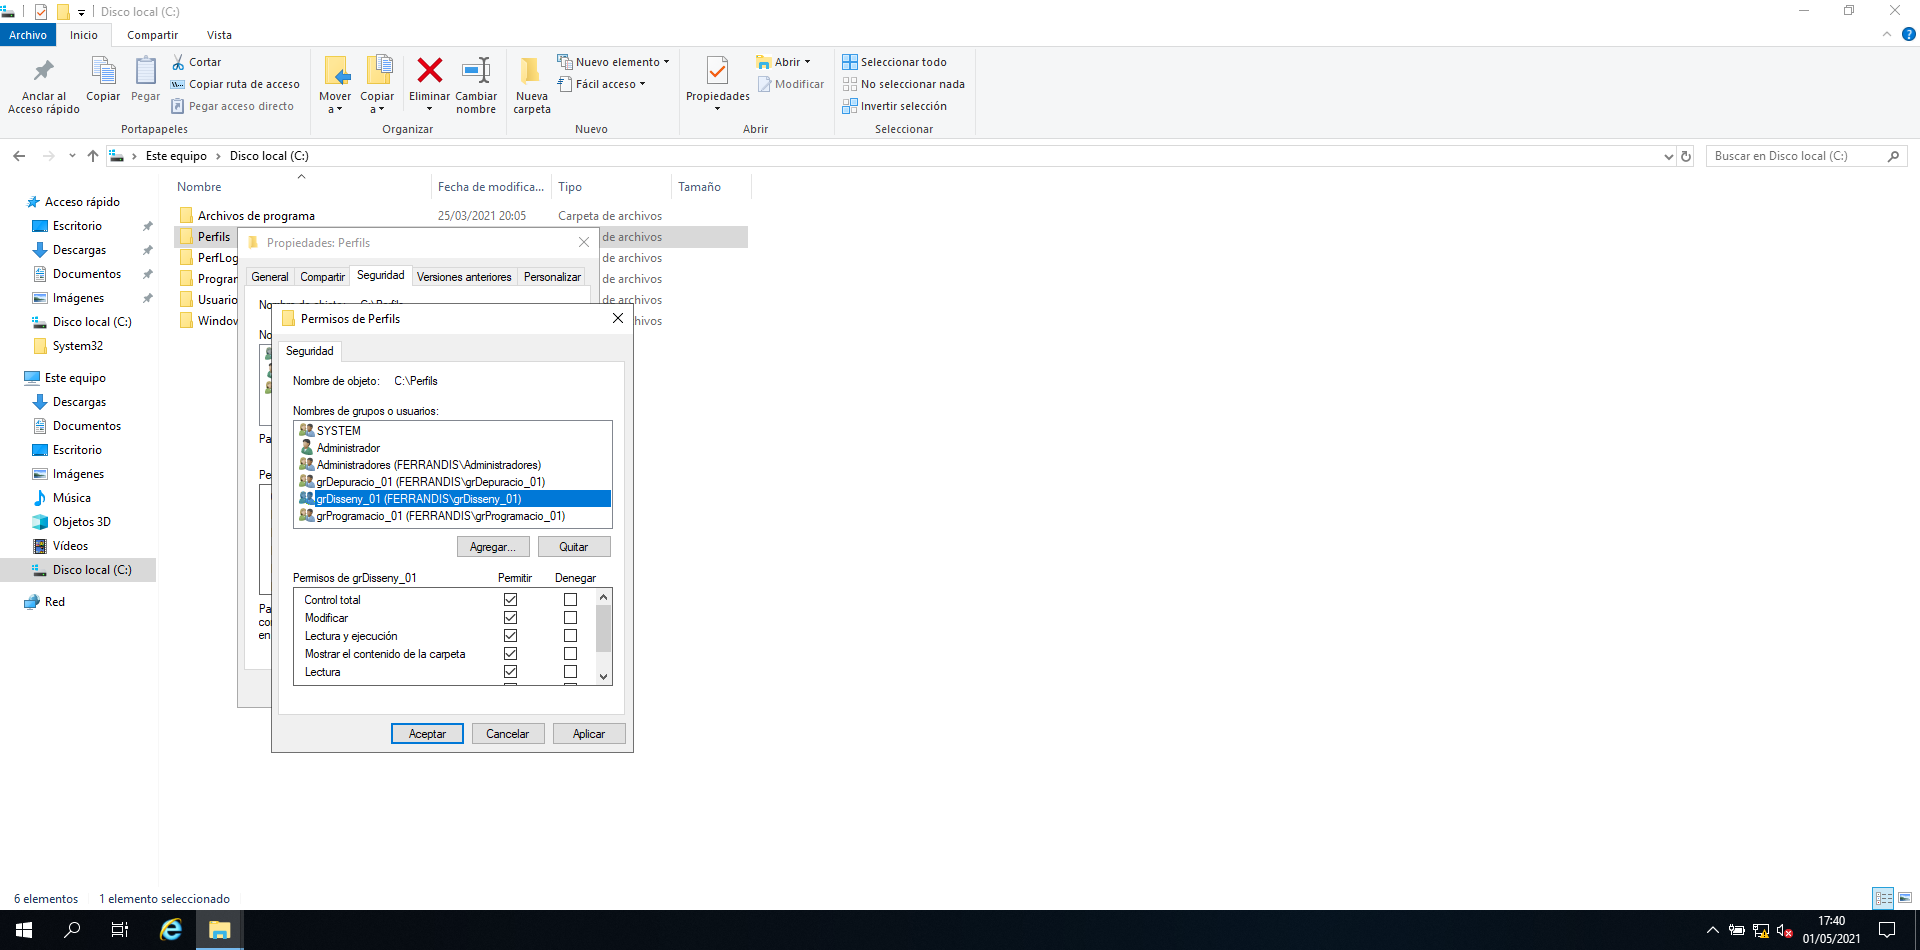 Disco local (C:)
Archivo
Inicio
Compartir
Vista
Anclar al
Acceso rápido
Copiar
Pegar
Cortar
Copiar ruta de acceso
Pegar acceso directo
Portapapeles
Mover
a
Copiar
a
Eliminar
Cambiar
nombre
Organizar
Nueva
carpeta
Nuevo elemento
Fácil acceso
Nuevo
Propiedades
Abrir
Modificar
Abrir
Seleccionar todo
No seleccionar nada
Invertir selección
Seleccionar
Este equipo > Disco local (C:)
Buscar en Disco local (C:)
Nombre
Fecha de modifica...
Tipo
Tamaño
Acceso rápido
Escritorio
Descargas
Documentos
Imágenes
Disco local (C:)
System32
Este equipo
Descargas
Documentos
Escritorio
Imágenes
Música
Objetos 3D
Vídeos
Disco local (C:)
Red
Archivos de programa
25/03/2021 20:05
Carpeta de archivos
Perfils
de archivos
PerfLog
de archivos
Progran
de archivos
Usuario
de archivos
Window
hivos
Propiedades: Perfils
General
Compartir
Seguridad
Versiones anteriores
Personalizar
No
Pa
Pe
Pa
co
en
Permisos de Perfils
Seguridad
Nombre de objeto: C:\Perfils
Nombres de grupos o usuarios:
SYSTEM
Administrador
Administradores (FERRANDIS\Administradores)
grDepuracio_01 (FERRANDIS\grDepuracio_01)
grDisseny_01 (FERRANDIS\grDisseny_01)
grProgramacio_01 (FERRANDIS\grProgramacio_01)
Agregar...
Quitar
Permisos de grDisseny_01
Permitir
Denegar
Control total
Modificar
Lectura y ejecución
Mostrar el contenido de la carpeta
Lectura
Aceptar
Cancelar
Aplicar
6 elementos
1 elemento seleccionado
17:40
01/05/2021